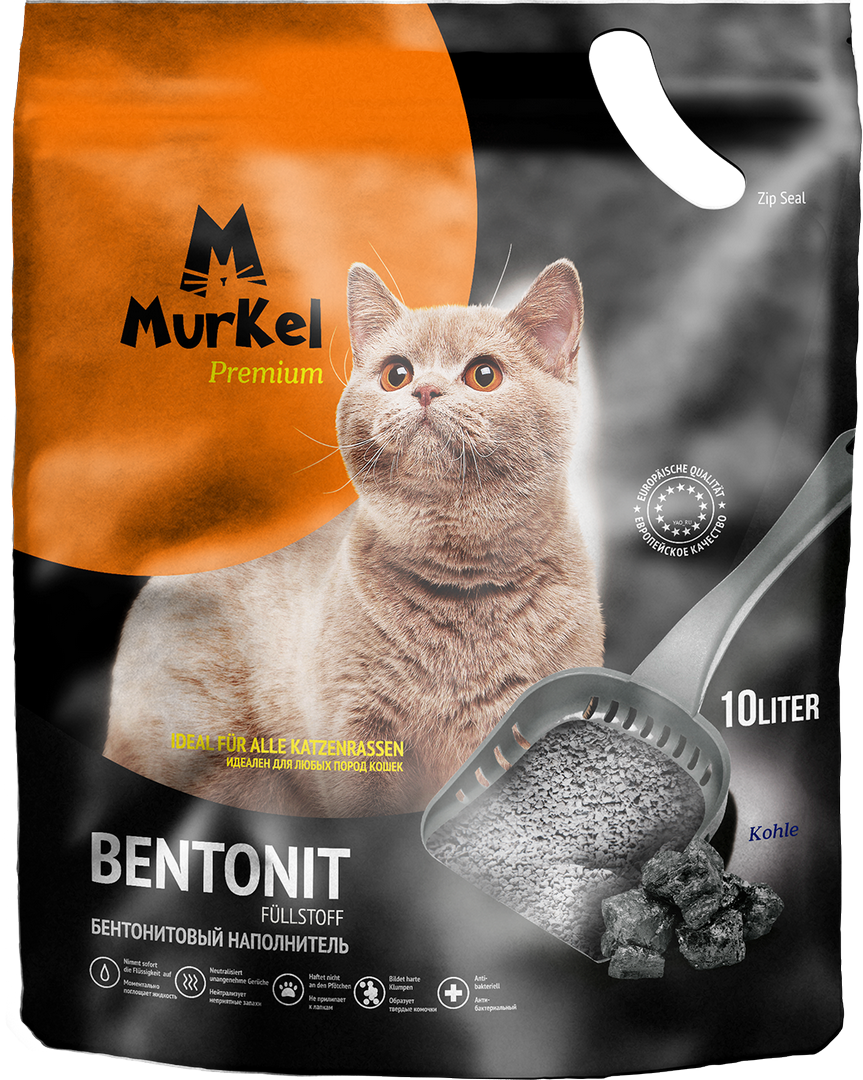 Zip Seal
M
MurKel
Premium
EUROPÄISCHE QUALITÄT
YAO_RU
ЕВРОПЕЙСКОЕ КАЧЕСТВО
10LITER
IDEAL FÜR ALLE KATZENRASSEN
ИДЕАЛЕН ДЛЯ ЛЮБЫХ ПОРОД КОШЕК
Kohle
BENTONIT
FÜLLSTOFF
БЕНТОНИТОВЫЙ НАПОЛНИТЕЛЬ
Nimmt sofort
die Flüssigkeit auf
Моментально
поглощает жидкость
Neutralisiert
unangenehme Gerüche
Нейтрализует
неприятные запахи
Haftet nicht
an den Pfötchen
Не прилипает
к лапкам
Bildet harte
Klumpen
Образует
твердые комочки
Anti-
bakteriell
Анти-
бактериальный